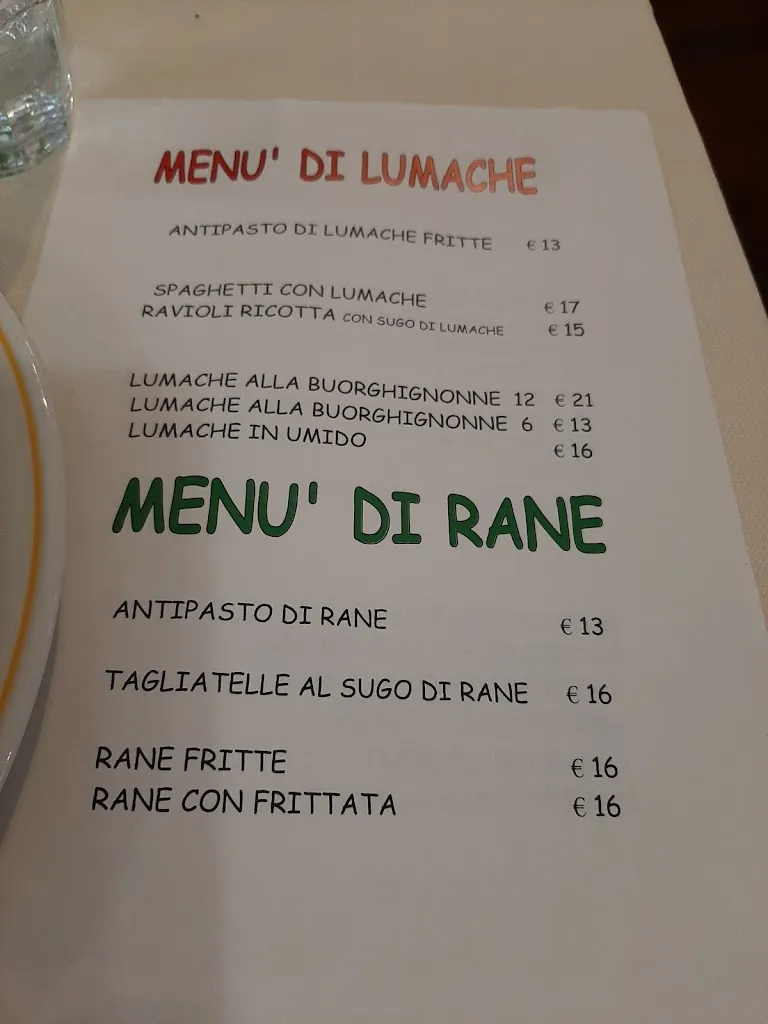 MENU' DI LUMACHE
ANTIPASTO DI LUMACHE FRITTE € 13
SPAGHETTI CON LUMACHE € 17
RAVIOLI RICOTTA CON SUGO DI LUMACHE € 15
LUMACHE ALLA BUORGHIGNONNE 12 € 21
LUMACHE ALLA BUORGHIGNONNE 6 € 13
LUMACHE IN UMIDO € 16
MENU' DI RANE
ANTIPASTO DI RANE € 13
TAGLIATELLE AL SUGO DI RANE € 16
RANE FRITTE € 16
RANE CON FRITTATA € 16